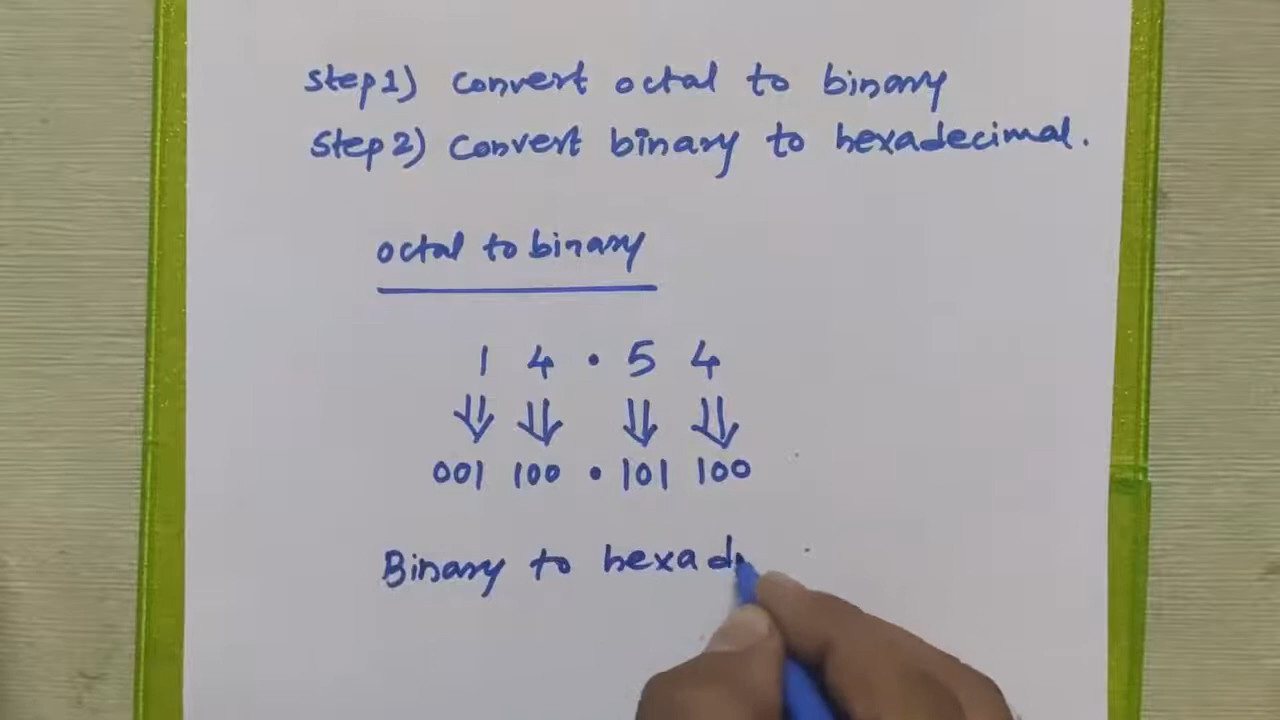 Step1) Convert octal to binary
Step2) Convert binary to hexadecimal.
octal to binary
1 4 . 5 4
001 100 . 101 100
Binary to hexad